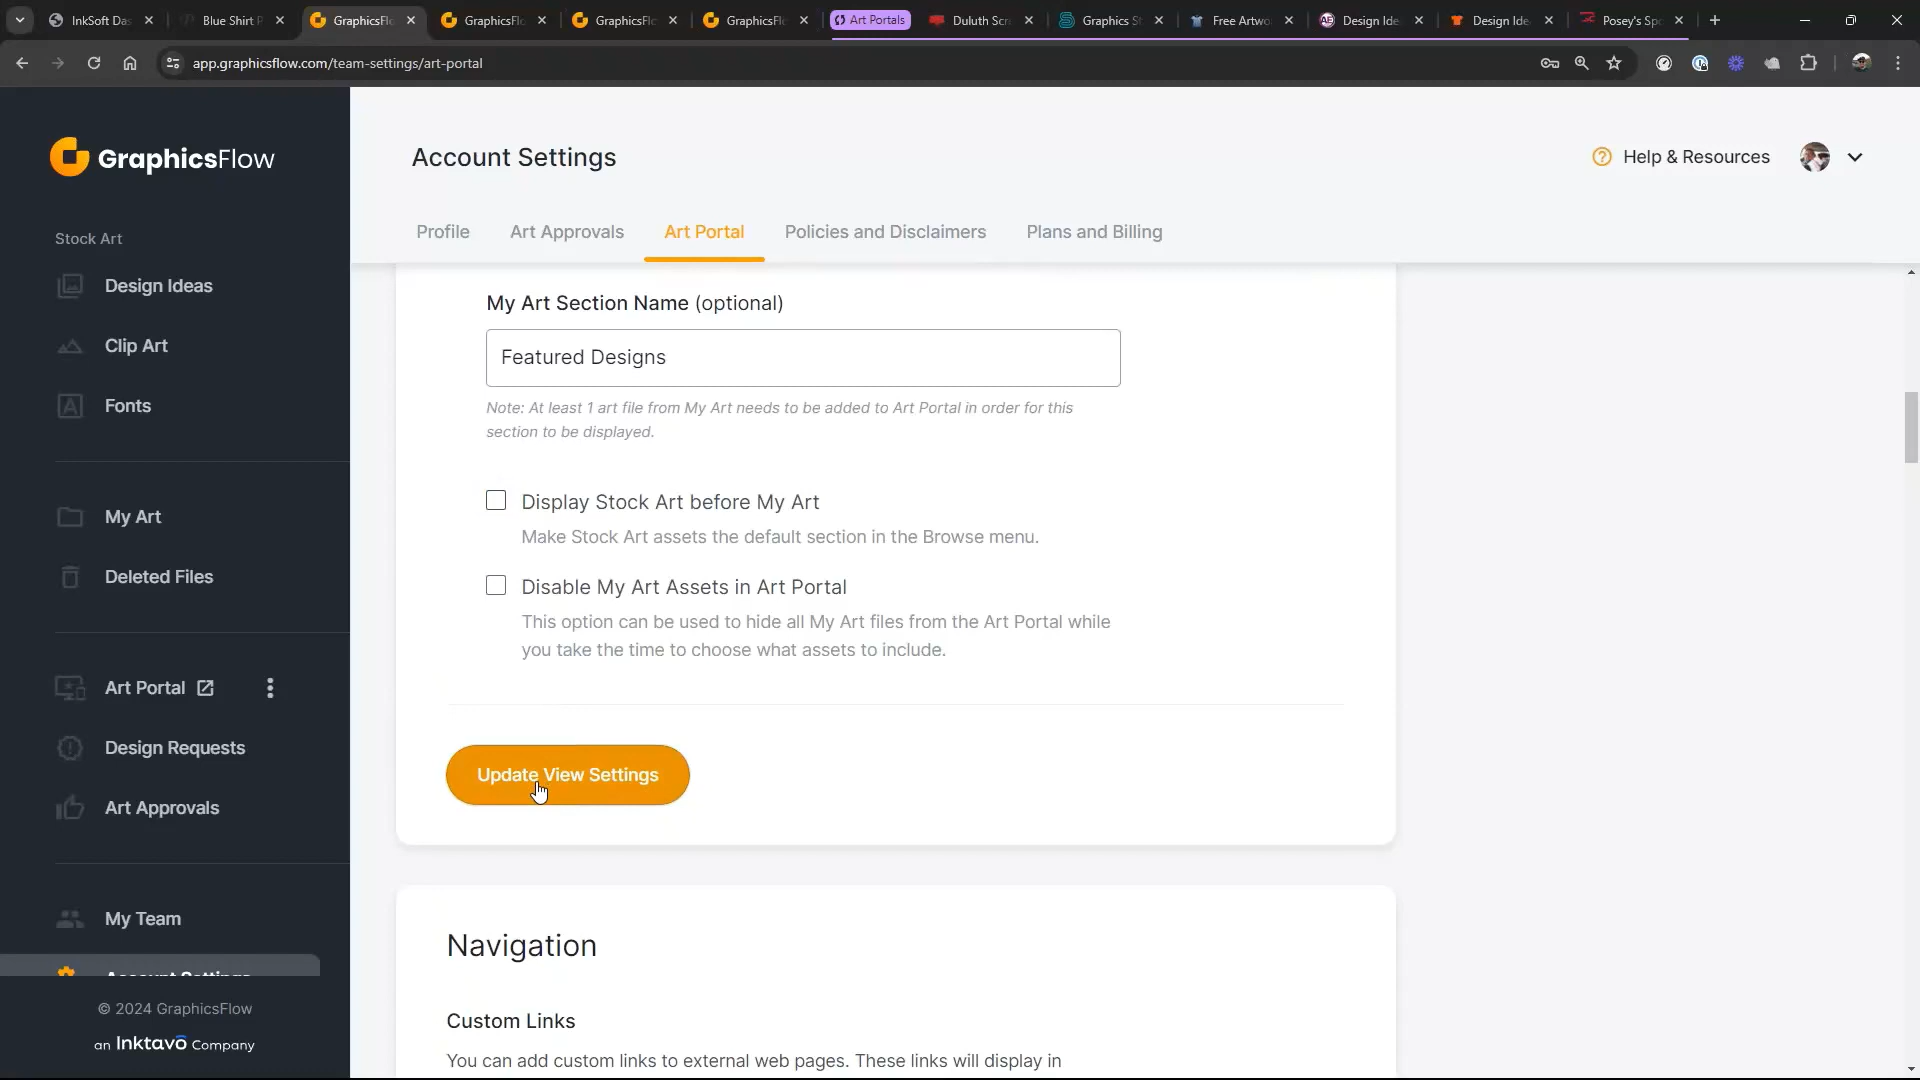 InkSoft Das
Blue Shirt P
GraphicsFlo
GraphicsFlo
GraphicsFlo
GraphicsFlo
Art Portals
Duluth Scr
Graphics St
Free Artwo
Design Ide
Design Ide
Posey's Spo
app.graphicsflow.com/team-settings/art-portal
GraphicsFlow
Account Settings
Help & Resources
Profile
Art Approvals
Art Portal
Policies and Disclaimers
Plans and Billing
Stock Art
Design Ideas
Clip Art
Fonts
My Art
Deleted Files
Art Portal
Design Requests
Art Approvals
My Team
Account Settings
© 2024 GraphicsFlow
an Inktavo Company
My Art Section Name (optional)
Featured Designs
Note: At least 1 art file from My Art needs to be added to Art Portal in order for this
section to be displayed.
Display Stock Art before My Art
Make Stock Art assets the default section in the Browse menu.
Disable My Art Assets in Art Portal
This option can be used to hide all My Art files from the Art Portal while
you take the time to choose what assets to include.
Update View Settings
Navigation
Custom Links
You can add custom links to external web pages. These links will display in